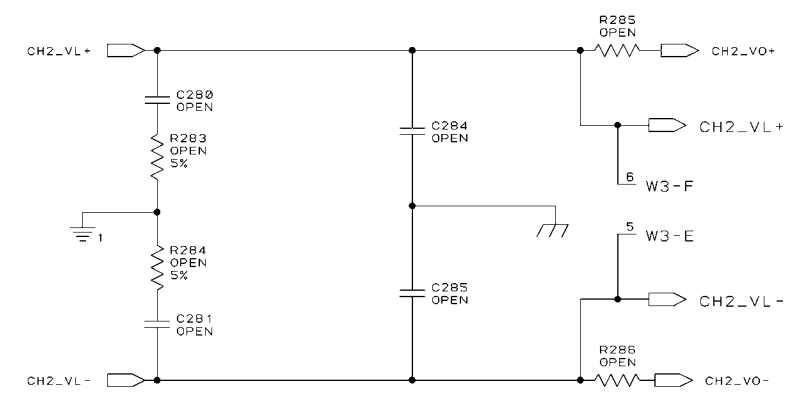 R285
OPEN
CH2_VL+
CH2_VO+
C280
OPEN
C284
OPEN
CH2_VL+
R283
OPEN
5%
6
W3-F
1
5
W3-E
R284
OPEN
5%
C285
OPEN
CH2_VL-
C281
OPEN
R286
OPEN
CH2_VL-
CH2_VO-